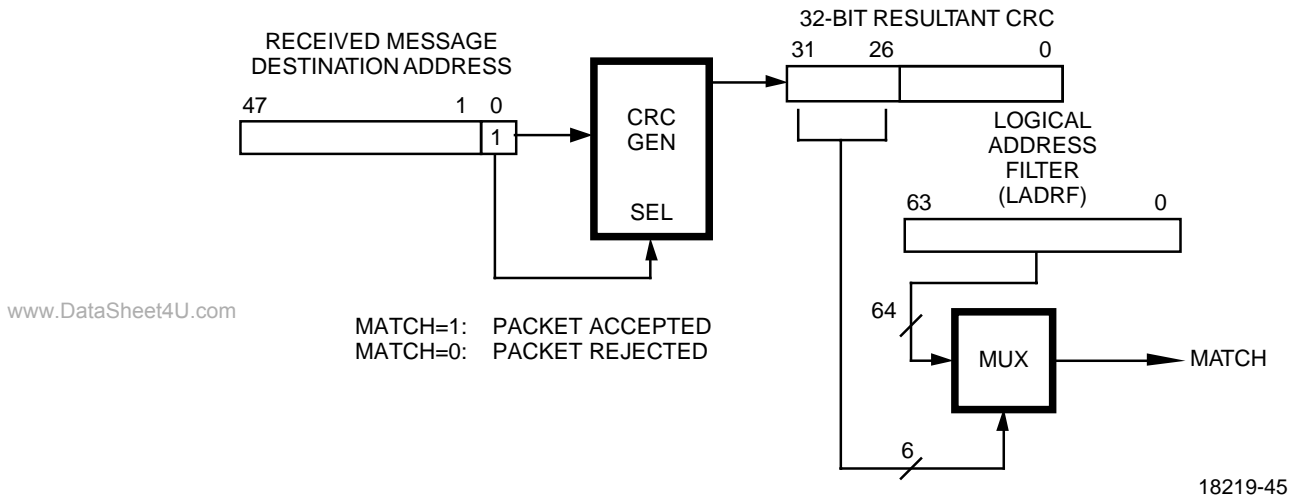 32-BIT RESULTANT CRC
31 26 0
RECEIVED MESSAGE
DESTINATION ADDRESS
47 1 0
1
CRC
GEN
SEL
LOGICAL
ADDRESS
FILTER
(LADRF)
63 0
www.DataSheet4U.com
MATCH=1: PACKET ACCEPTED
MATCH=0: PACKET REJECTED
64
MUX
MATCH
6
18219-45